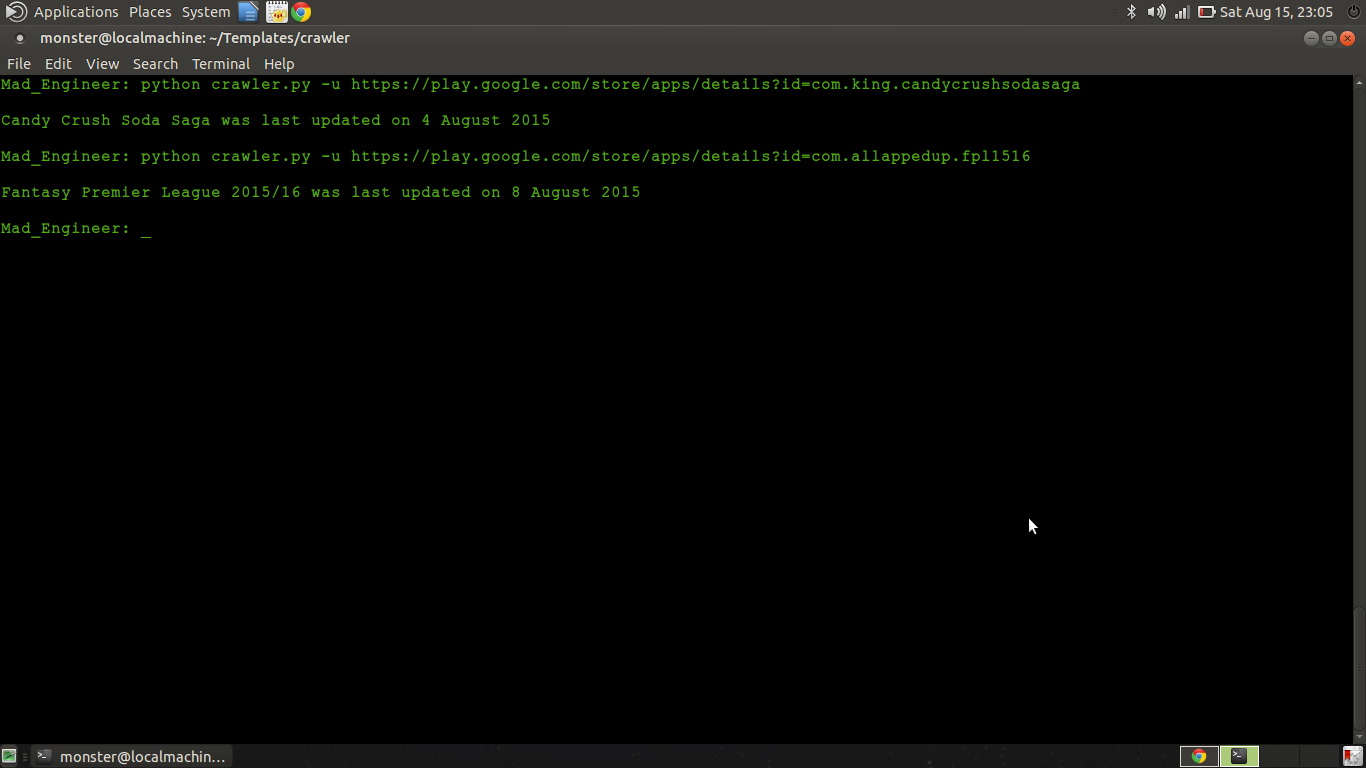 Applications Places System
Sat Aug 15, 23:05
monster@localmachine: ~/Templates/crawler
File Edit View Search Terminal Help
Mad_Engineer: python crawler.py -u https://play.google.com/store/apps/details?id=com.king.candycrushsodasaga
Candy Crush Soda Saga was last updated on 4 August 2015
Mad_Engineer: python crawler.py -u https://play.google.com/store/apps/details?id=com.allappedup.fpl1516
Fantasy Premier League 2015/16 was last updated on 8 August 2015
Mad_Engineer: _
monster@localmachin...